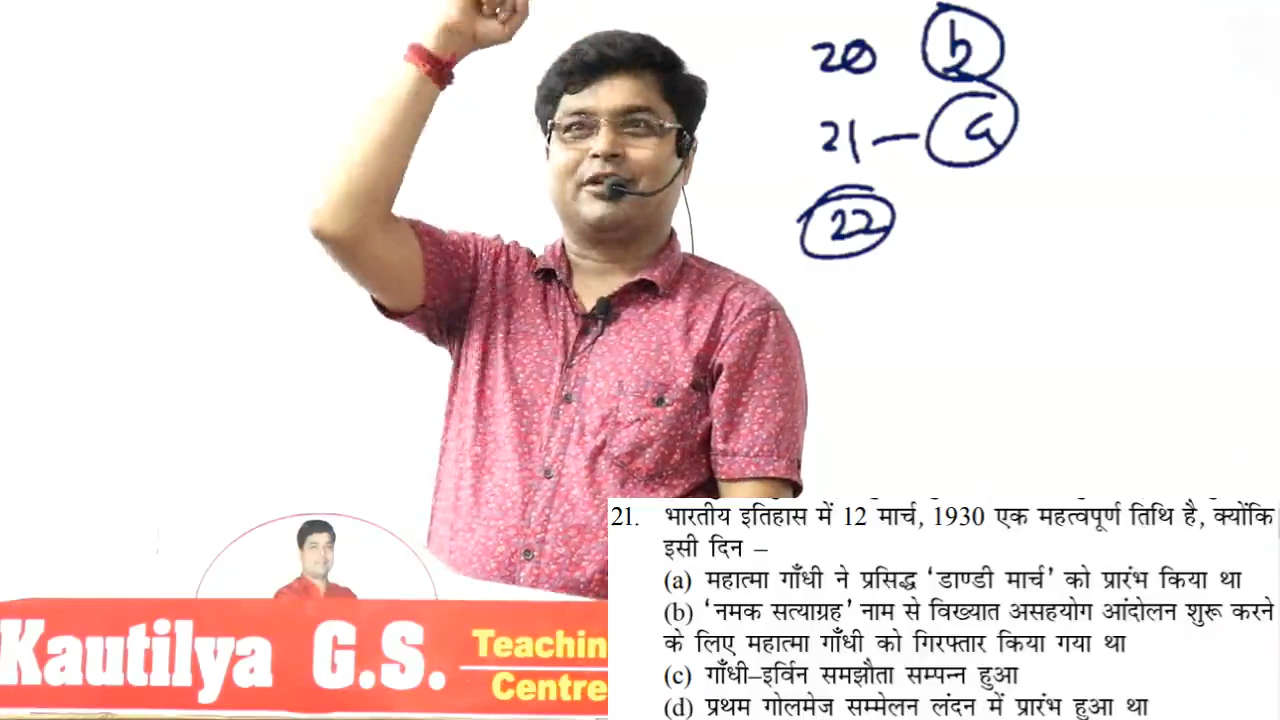 20 b
21 — a
22
Kautilya G.S.
Teachin
Centre
21. भारतीय इतिहास में 12 मार्च, 1930 एक महत्वपूर्ण तिथि है, क्योंकि
इसी दिन –
(a) महात्मा गाँधी ने प्रसिद्ध ‘डाण्डी मार्च’ को प्रारंभ किया था
(b) ‘नमक सत्याग्रह’ नाम से विख्यात असहयोग आंदोलन शुरू करने
के लिए महात्मा गाँधी को गिरफ्तार किया गया था
(c) गाँधी–इर्विन समझौता सम्पन्न हुआ
(d) प्रथम गोलमेज सम्मेलन लंदन में प्रारंभ हुआ था